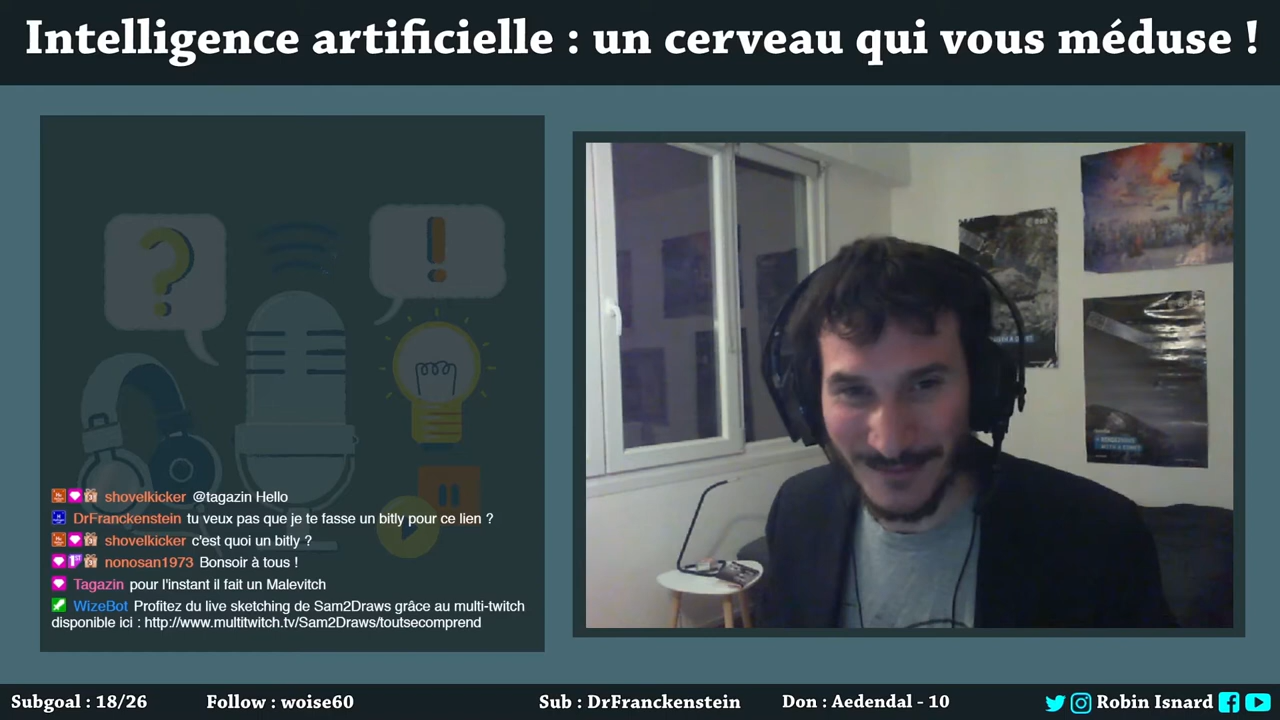 Intelligence artificielle : un cerveau qui vous méduse !
shovelkicker @tagazin Hello
DrFranckenstein tu veux pas que je te fasse un bitly pour ce lien ?
shovelkicker c'est quoi un bitly ?
nonosan1973 Bonsoir à tous !
Tagazin pour l'instant il fait un Malevitch
WizeBot Profitez du live sketching de Sam2Draws grâce au multi-twitch
disponible ici : http://www.multitwitch.tv/Sam2Draws/toutsecomprend
Subgoal : 18/26 Follow : woise60 Sub : DrFranckenstein Don : Aedendal - 10 Robin Isnard